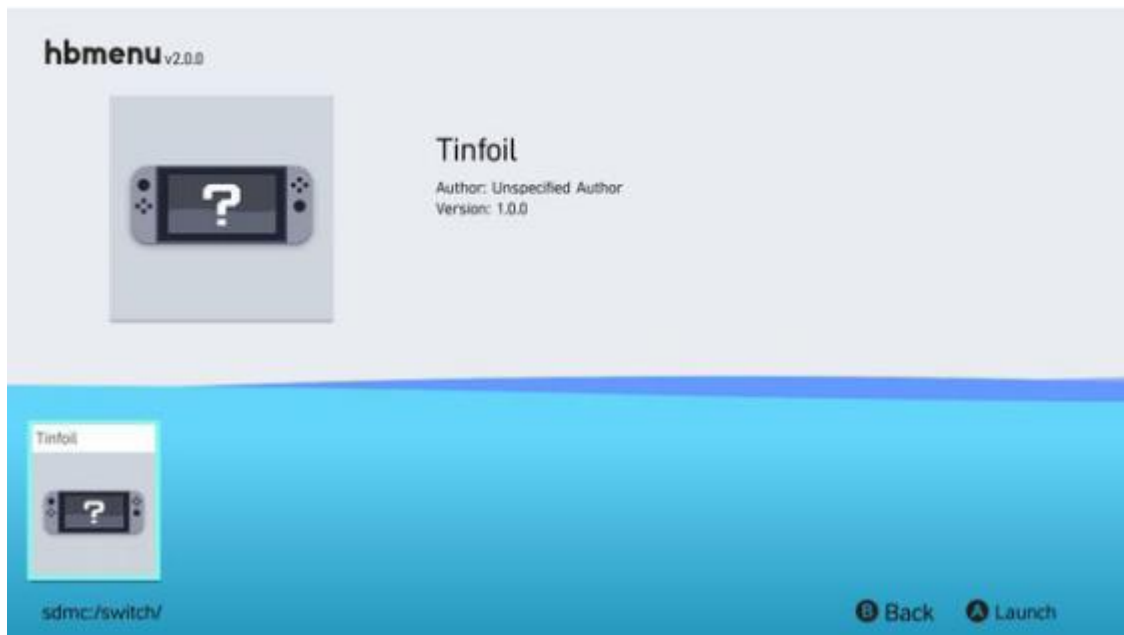 hbmenu v2.0.0
Tinfoil
Author: Unspecified Author
Version: 1.0.0
Tinfoil
sdmc:/switch/
B Back A Launch